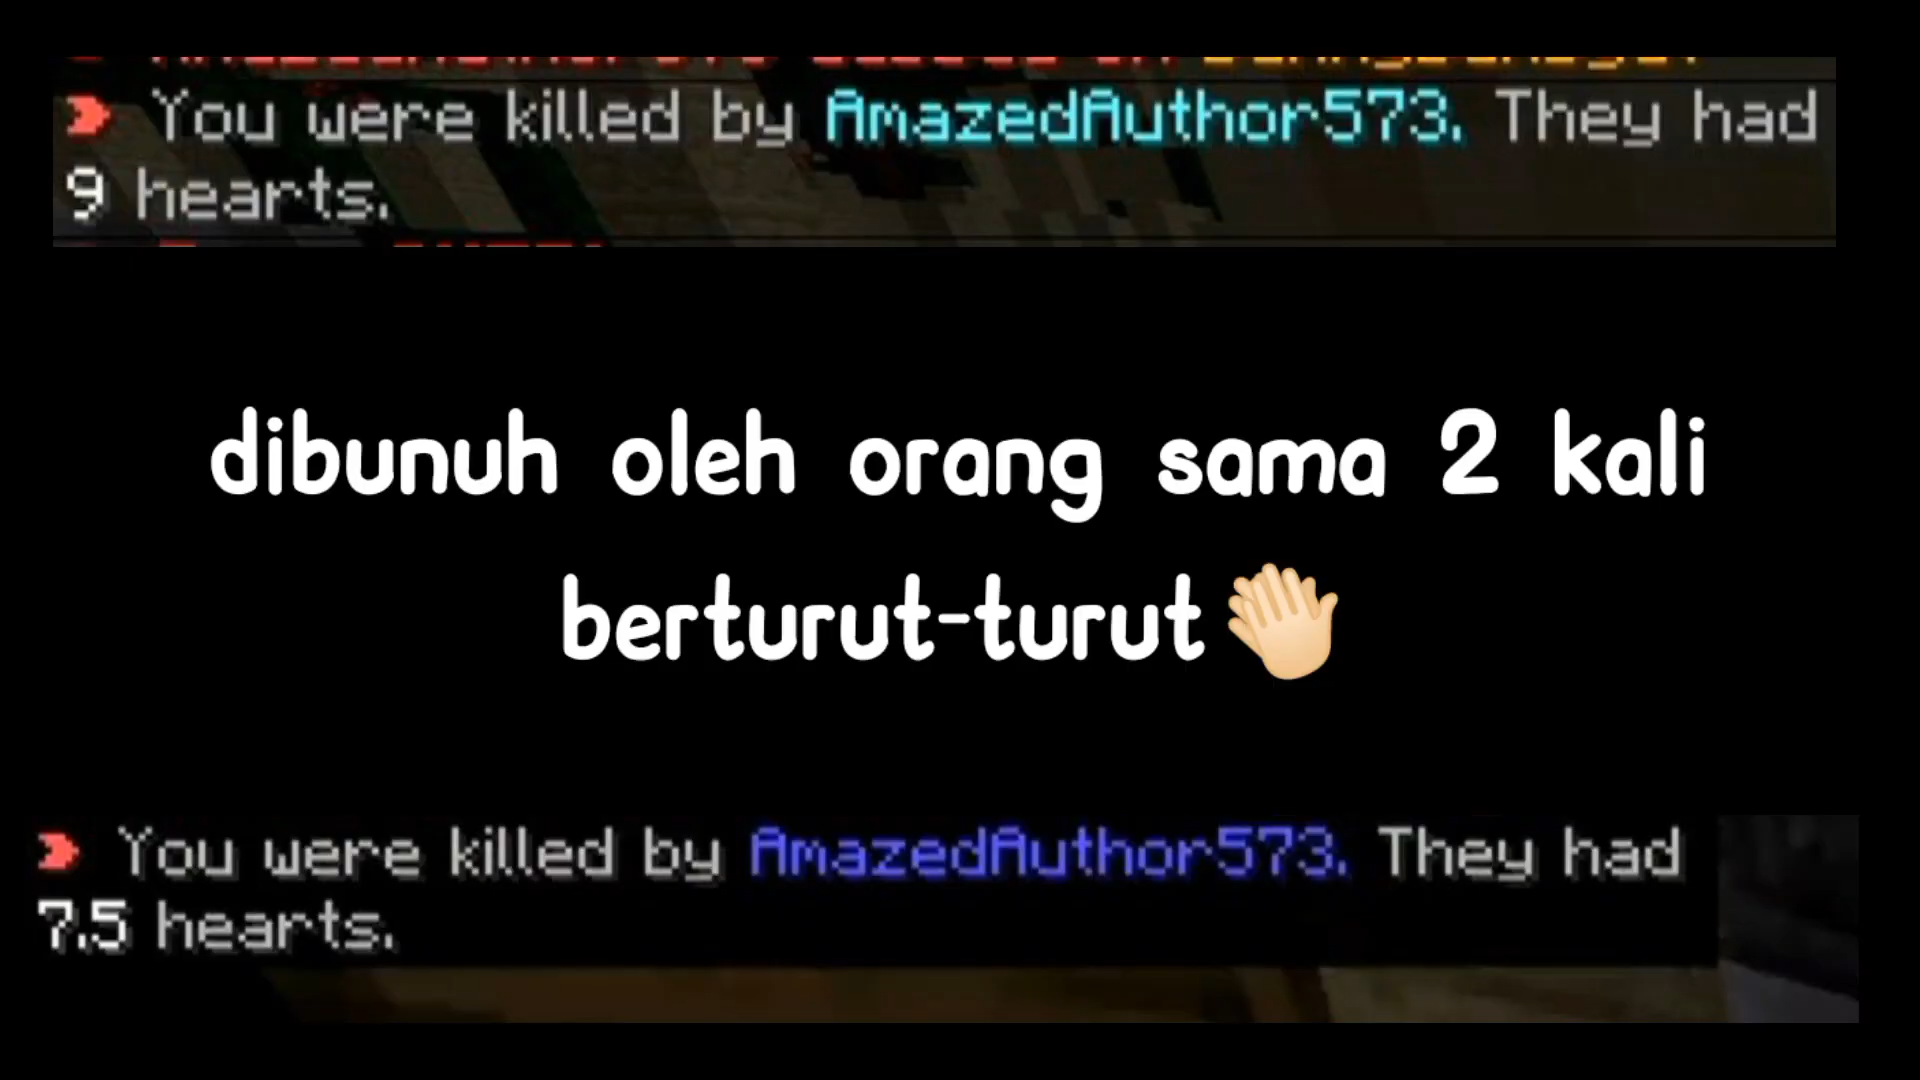 You were killed by AmazedAuthor573. They had
9 hearts.
dibunuh oleh orang sama 2 kali
berturut-turut👏🏻
You were killed by AmazedAuthor573. They had
7.5 hearts.